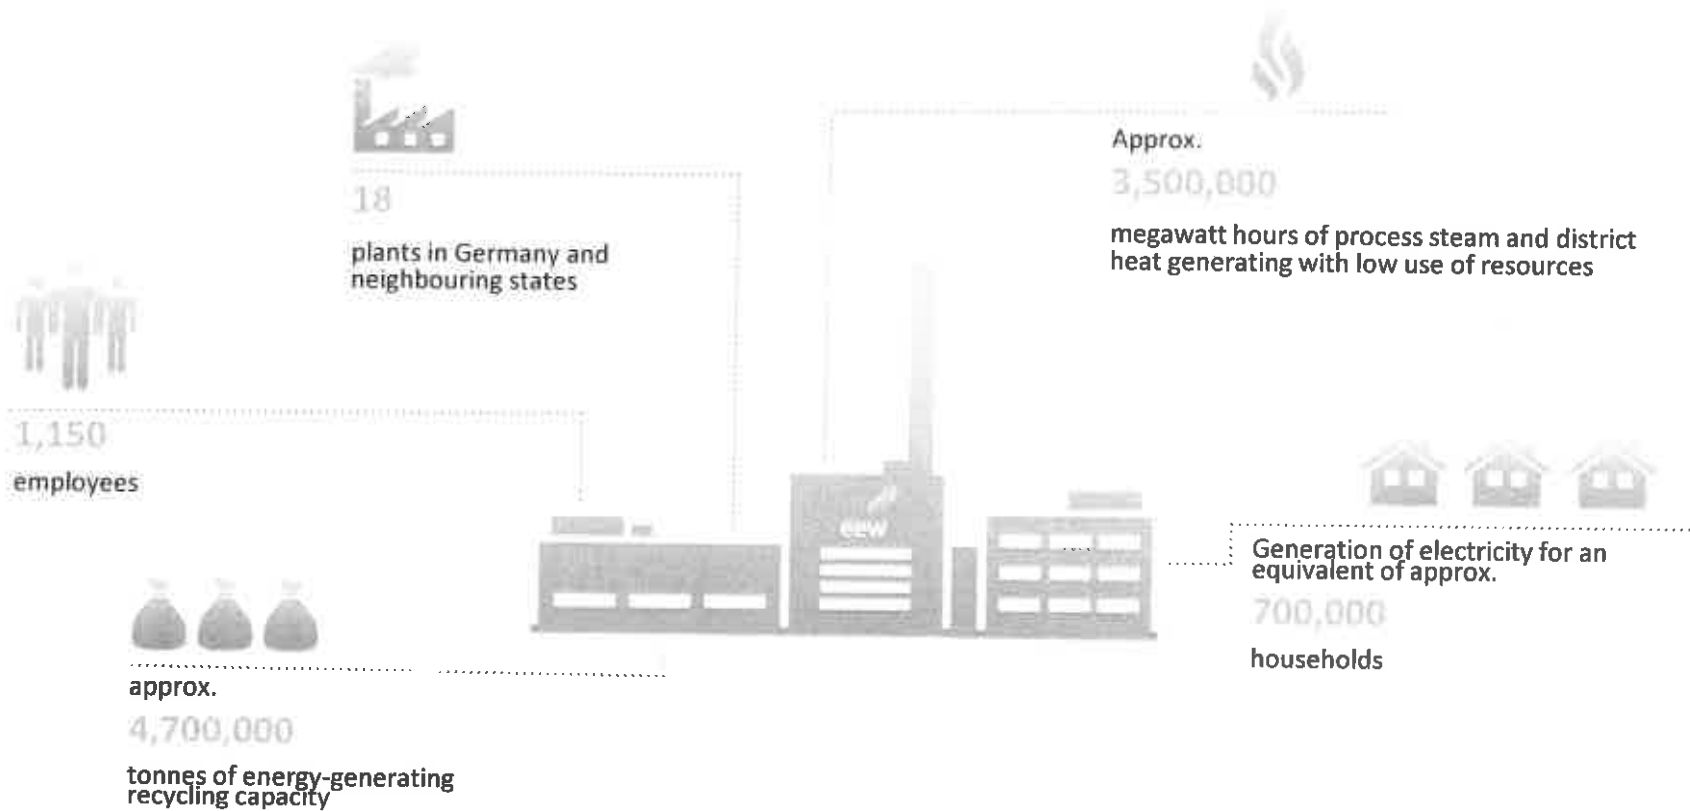 18
plants in Germany and
neighbouring states
Approx.
3,500,000
megawatt hours of process steam and district
heat generating with low use of resources
1,150
employees
eew
Generation of electricity for an
equivalent of approx.
700,000
households
approx.
4,700,000
tonnes of energy-generating
recycling capacity